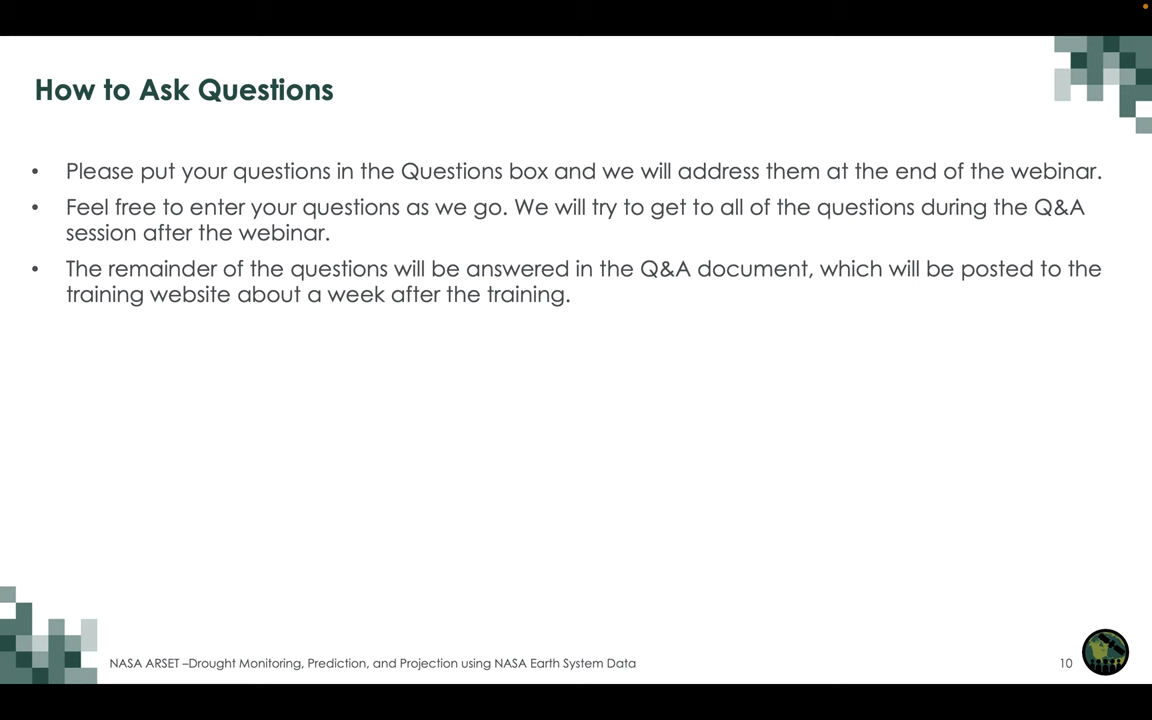 How to Ask Questions
• Please put your questions in the Questions box and we will address them at the end of the webinar.
• Feel free to enter your questions as we go. We will try to get to all of the questions during the Q&A
session after the webinar.
• The remainder of the questions will be answered in the Q&A document, which will be posted to the
training website about a week after the training.
NASA ARSET –Drought Monitoring, Prediction, and Projection using NASA Earth System Data
10